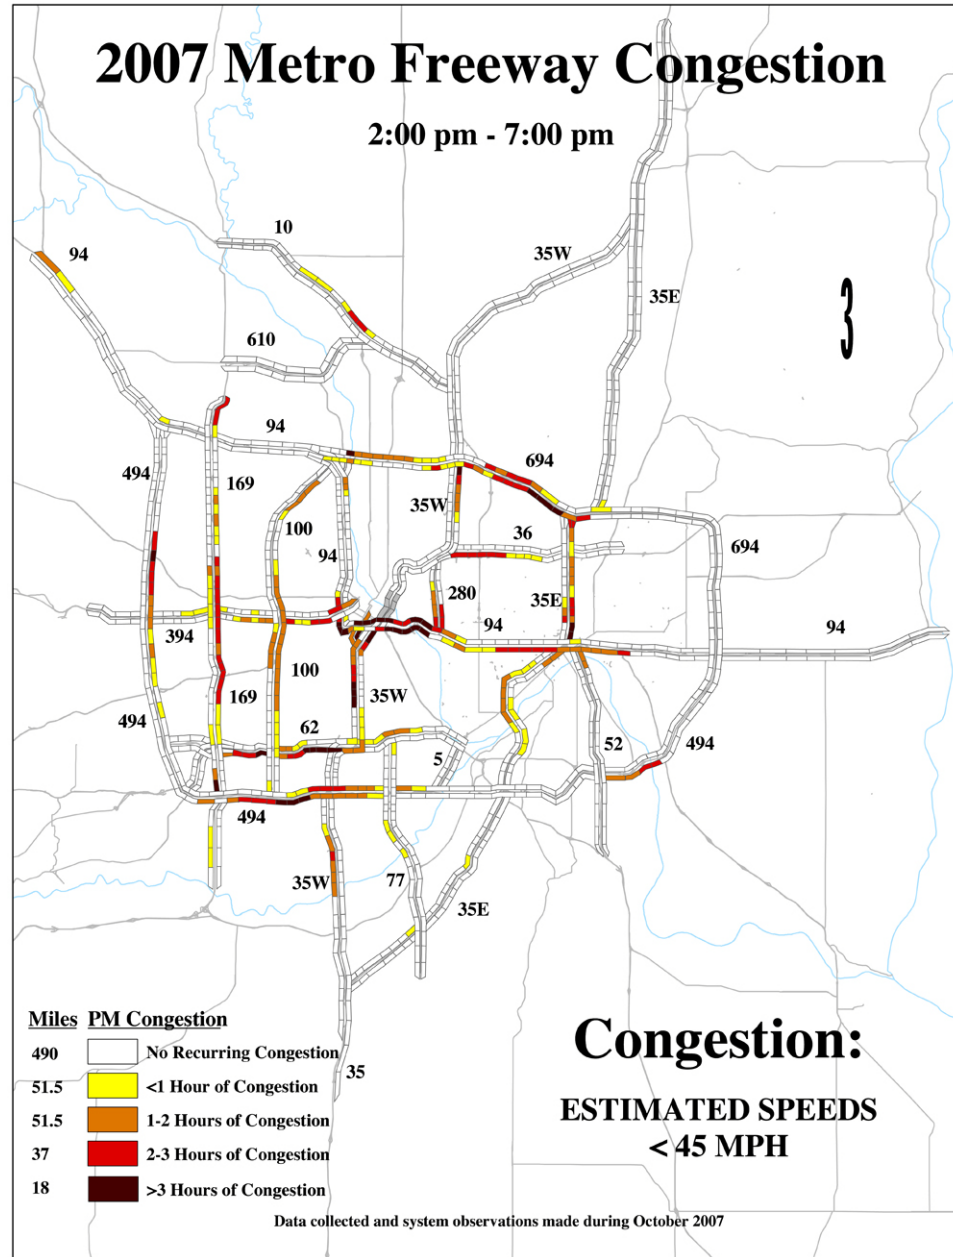 2007 Metro Freeway Congestion
2:00 pm - 7:00 pm
10
94
35W
35E
3
610
94
694
494
169
35W
100
36
94
694
280
35E
94
94
394
100
169
35W
62
494
5
52
494
494
35W
77
35E
35
Miles PM Congestion
490 No Recurring Congestion
51.5 <1 Hour of Congestion
51.5 1-2 Hours of Congestion
37 2-3 Hours of Congestion
18 >3 Hours of Congestion
Congestion:
ESTIMATED SPEEDS
< 45 MPH
Data collected and system observations made during October 2007